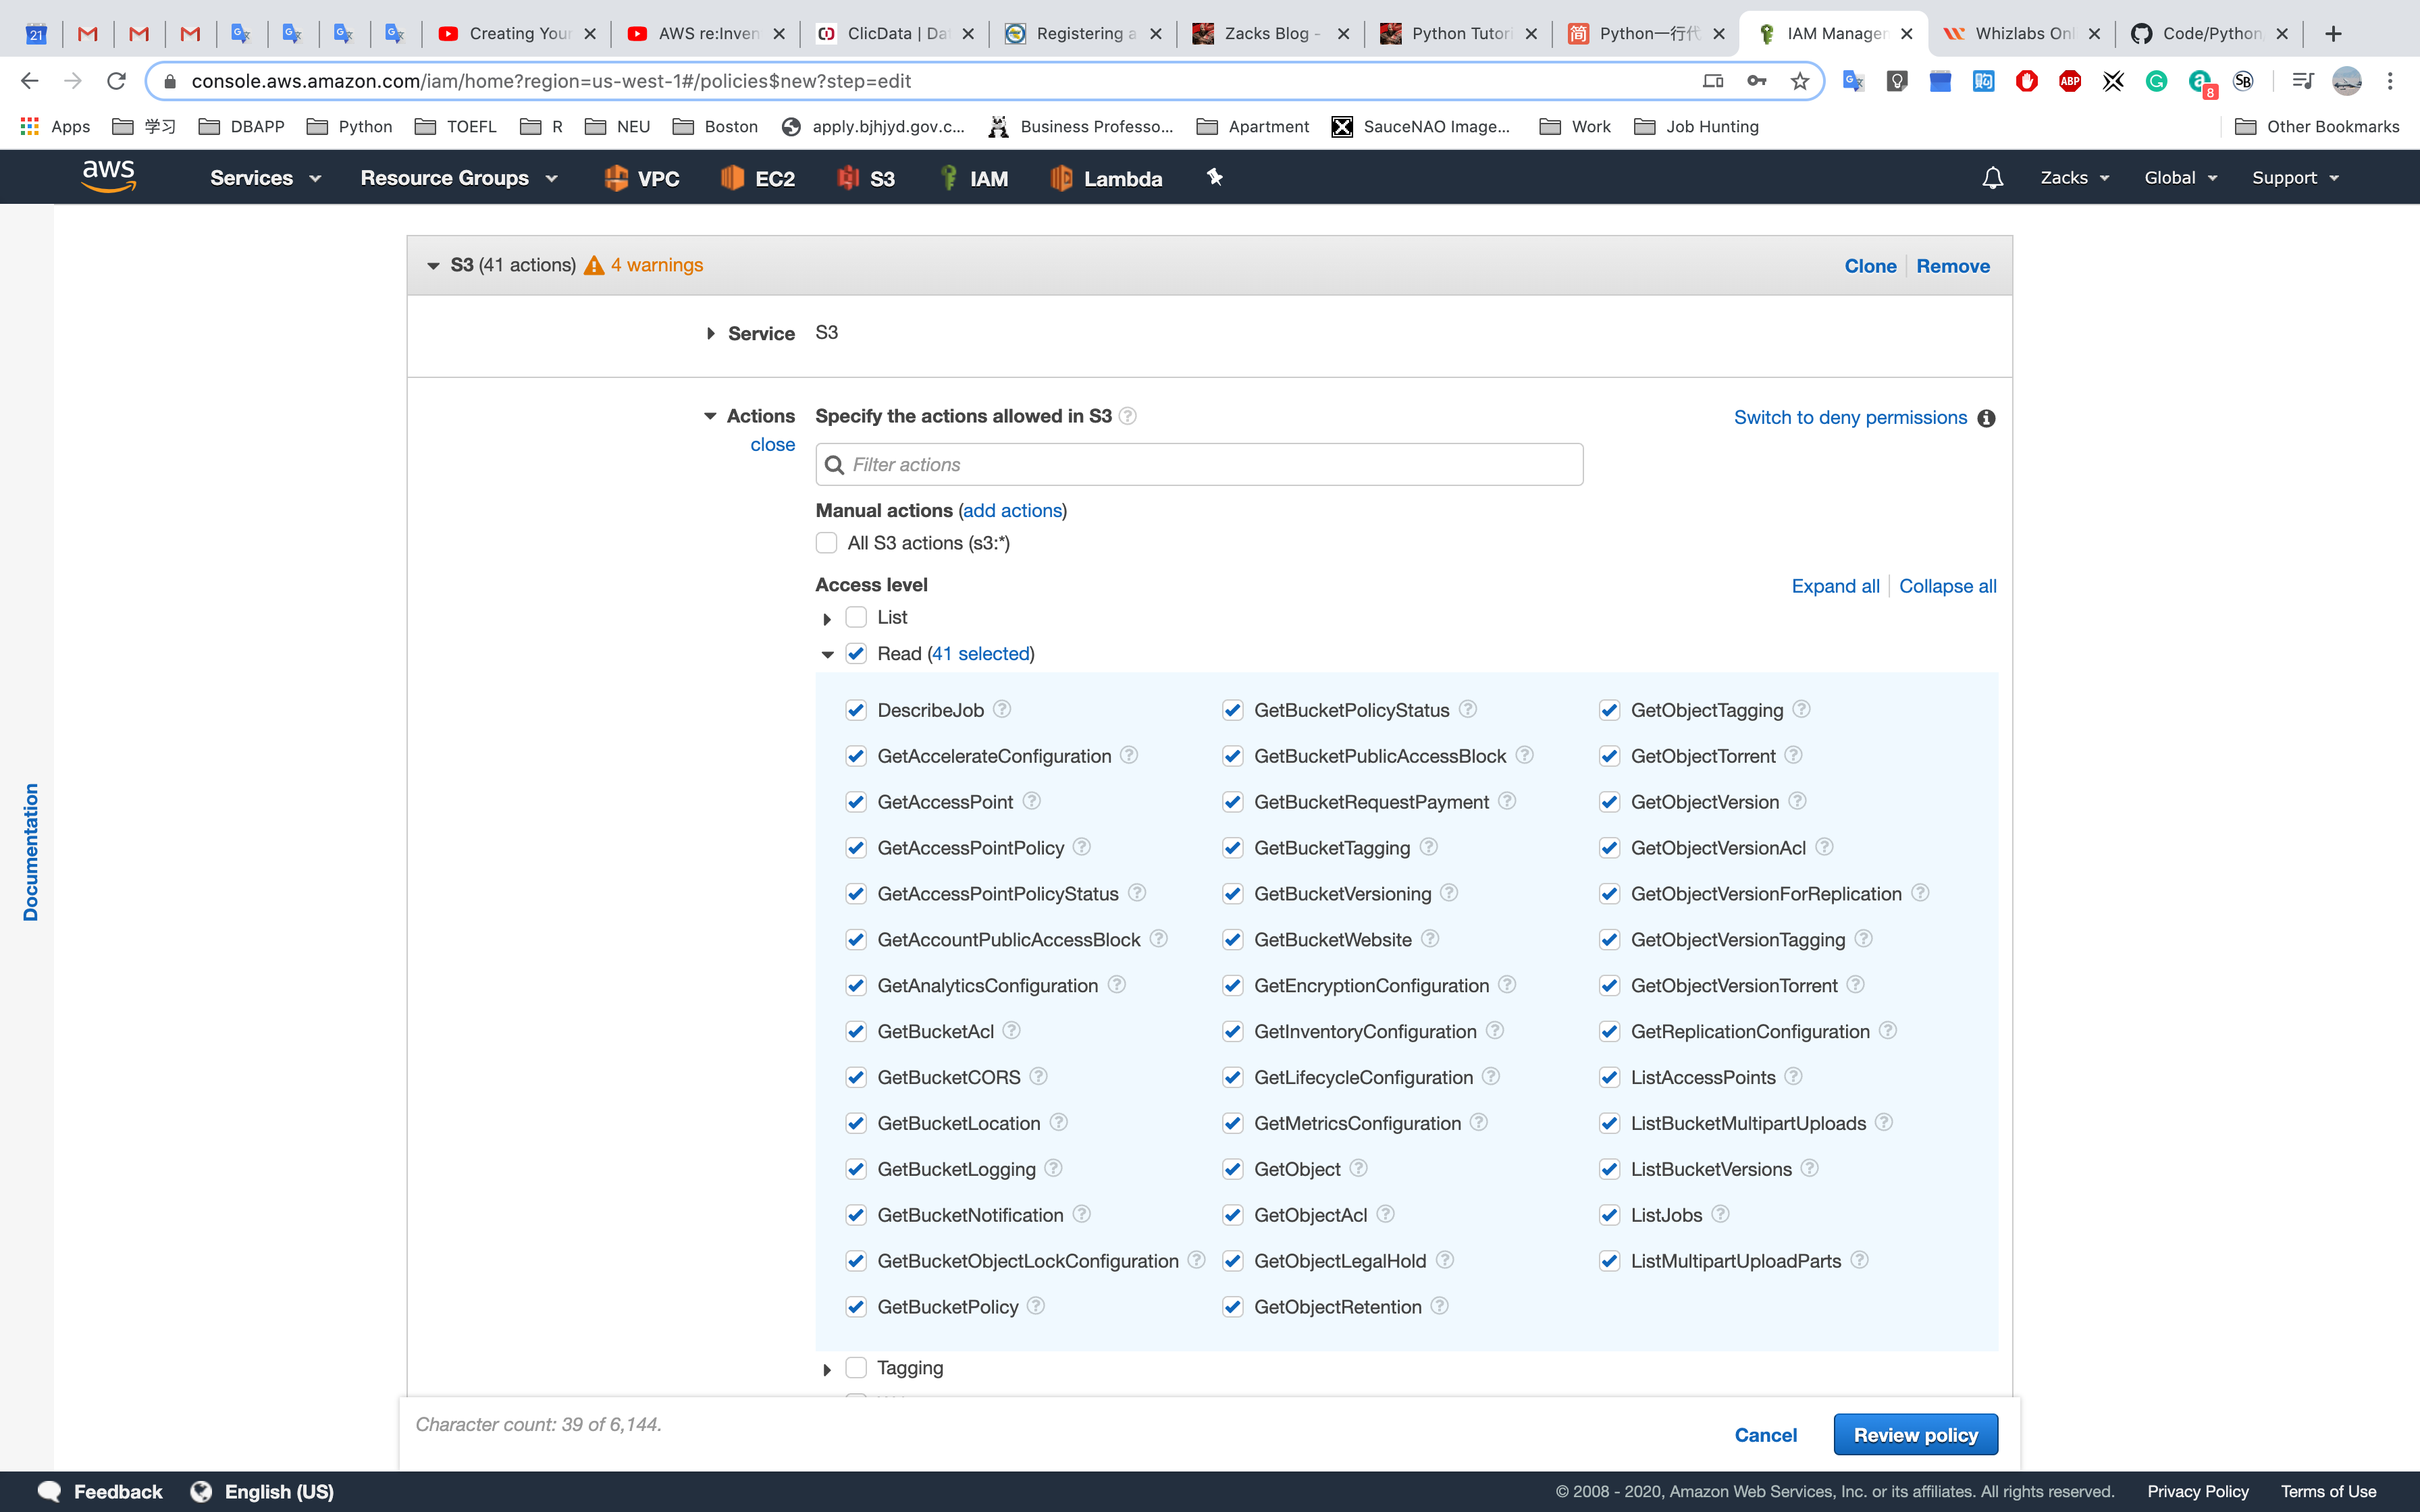 21
Creating Your
AWS re:Inven
ClicData | Da
Registering a
Zacks Blog -
Python Tutori
Python一行代
IAM Manager
Whizlabs Onl
Code/Python
console.aws.amazon.com/iam/home?region=us-west-1#/policies$new?step=edit
ABP
8
SB
Apps 学习 DBAPP Python TOEFL R NEU Boston apply.bjhjyd.gov.c... Business Professo... Apartment SauceNAO Image... Work Job Hunting Other Bookmarks
aws Services Resource Groups VPC EC2 S3 IAM Lambda Zacks Global Support
S3 (41 actions) 4 warnings Clone Remove
Service S3
Actions Specify the actions allowed in S3 Switch to deny permissions
close
Filter actions
Manual actions (add actions)
All S3 actions (s3:*)
Access level Expand all Collapse all
List
Read (41 selected)
DescribeJob GetBucketPolicyStatus GetObjectTagging
GetAccelerateConfiguration GetBucketPublicAccessBlock GetObjectTorrent
GetAccessPoint GetBucketRequestPayment GetObjectVersion
GetAccessPointPolicy GetBucketTagging GetObjectVersionAcl
GetAccessPointPolicyStatus GetBucketVersioning GetObjectVersionForReplication
GetAccountPublicAccessBlock GetBucketWebsite GetObjectVersionTagging
GetAnalyticsConfiguration GetEncryptionConfiguration GetObjectVersionTorrent
GetBucketAcl GetInventoryConfiguration GetReplicationConfiguration
GetBucketCORS GetLifecycleConfiguration ListAccessPoints
GetBucketLocation GetMetricsConfiguration ListBucketMultipartUploads
GetBucketLogging GetObject ListBucketVersions
GetBucketNotification GetObjectAcl ListJobs
GetBucketObjectLockConfiguration GetObjectLegalHold ListMultipartUploadParts
GetBucketPolicy GetObjectRetention
Tagging
Documentation
Character count: 39 of 6,144.
Cancel Review policy
Feedback English (US) © 2008 - 2020, Amazon Web Services, Inc. or its affiliates. All rights reserved. Privacy Policy Terms of Use